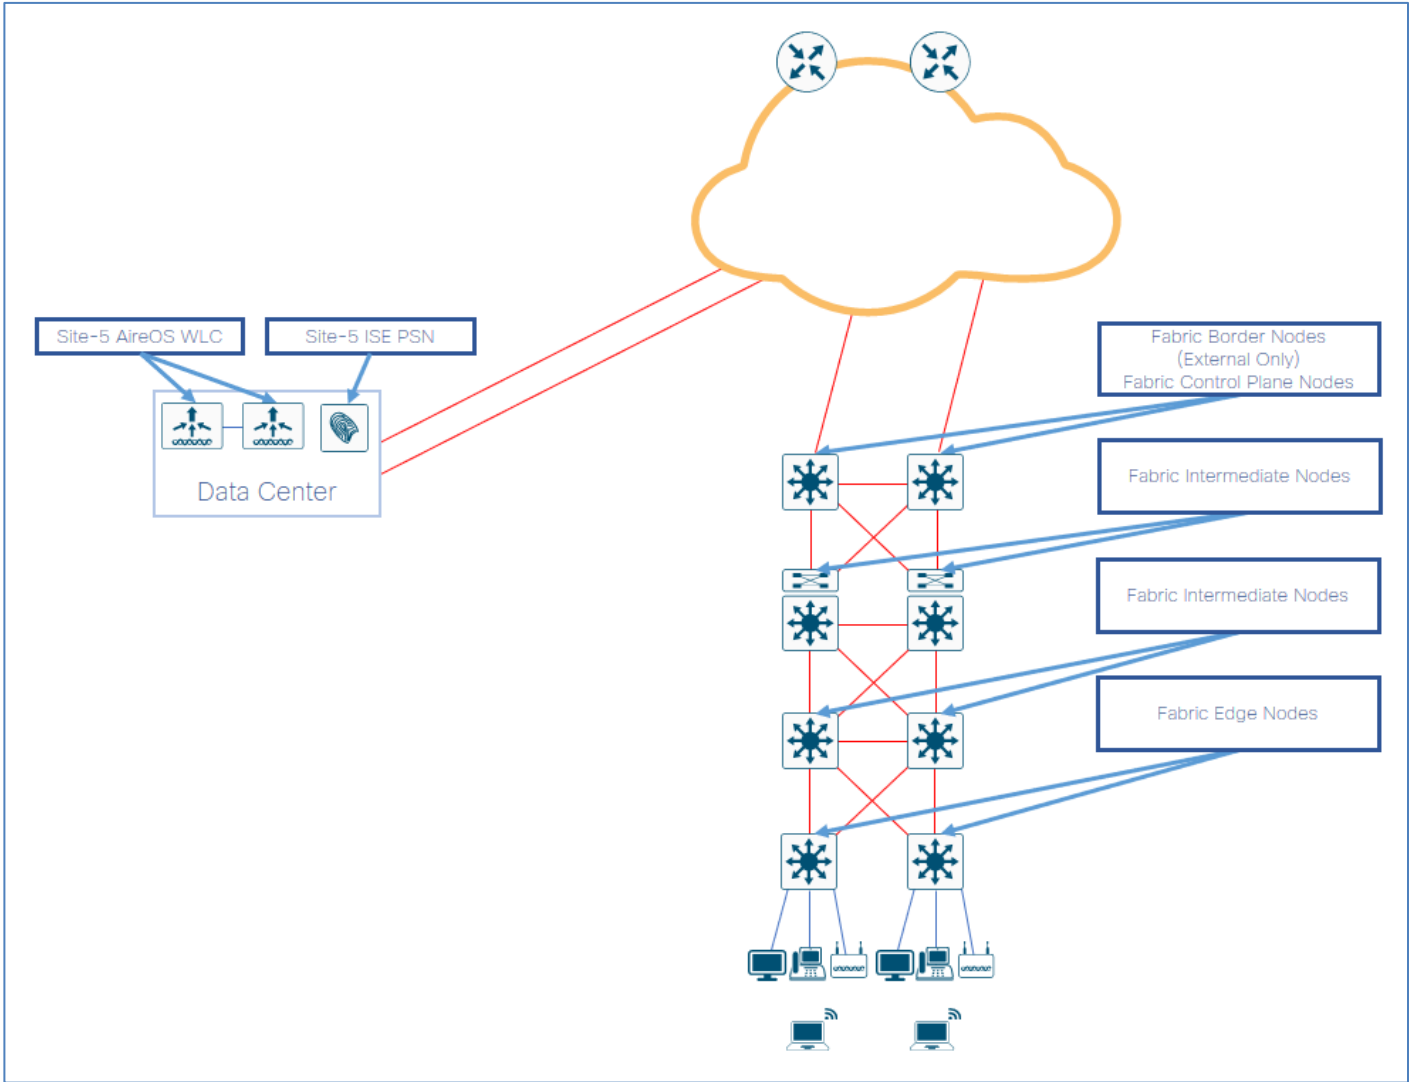 Site-5 AireOS WLC
Site-5 ISE PSN
Data Center
Fabric Border Nodes
(External Only)
Fabric Control Plane Nodes
Fabric Intermediate Nodes
Fabric Intermediate Nodes
Fabric Edge Nodes